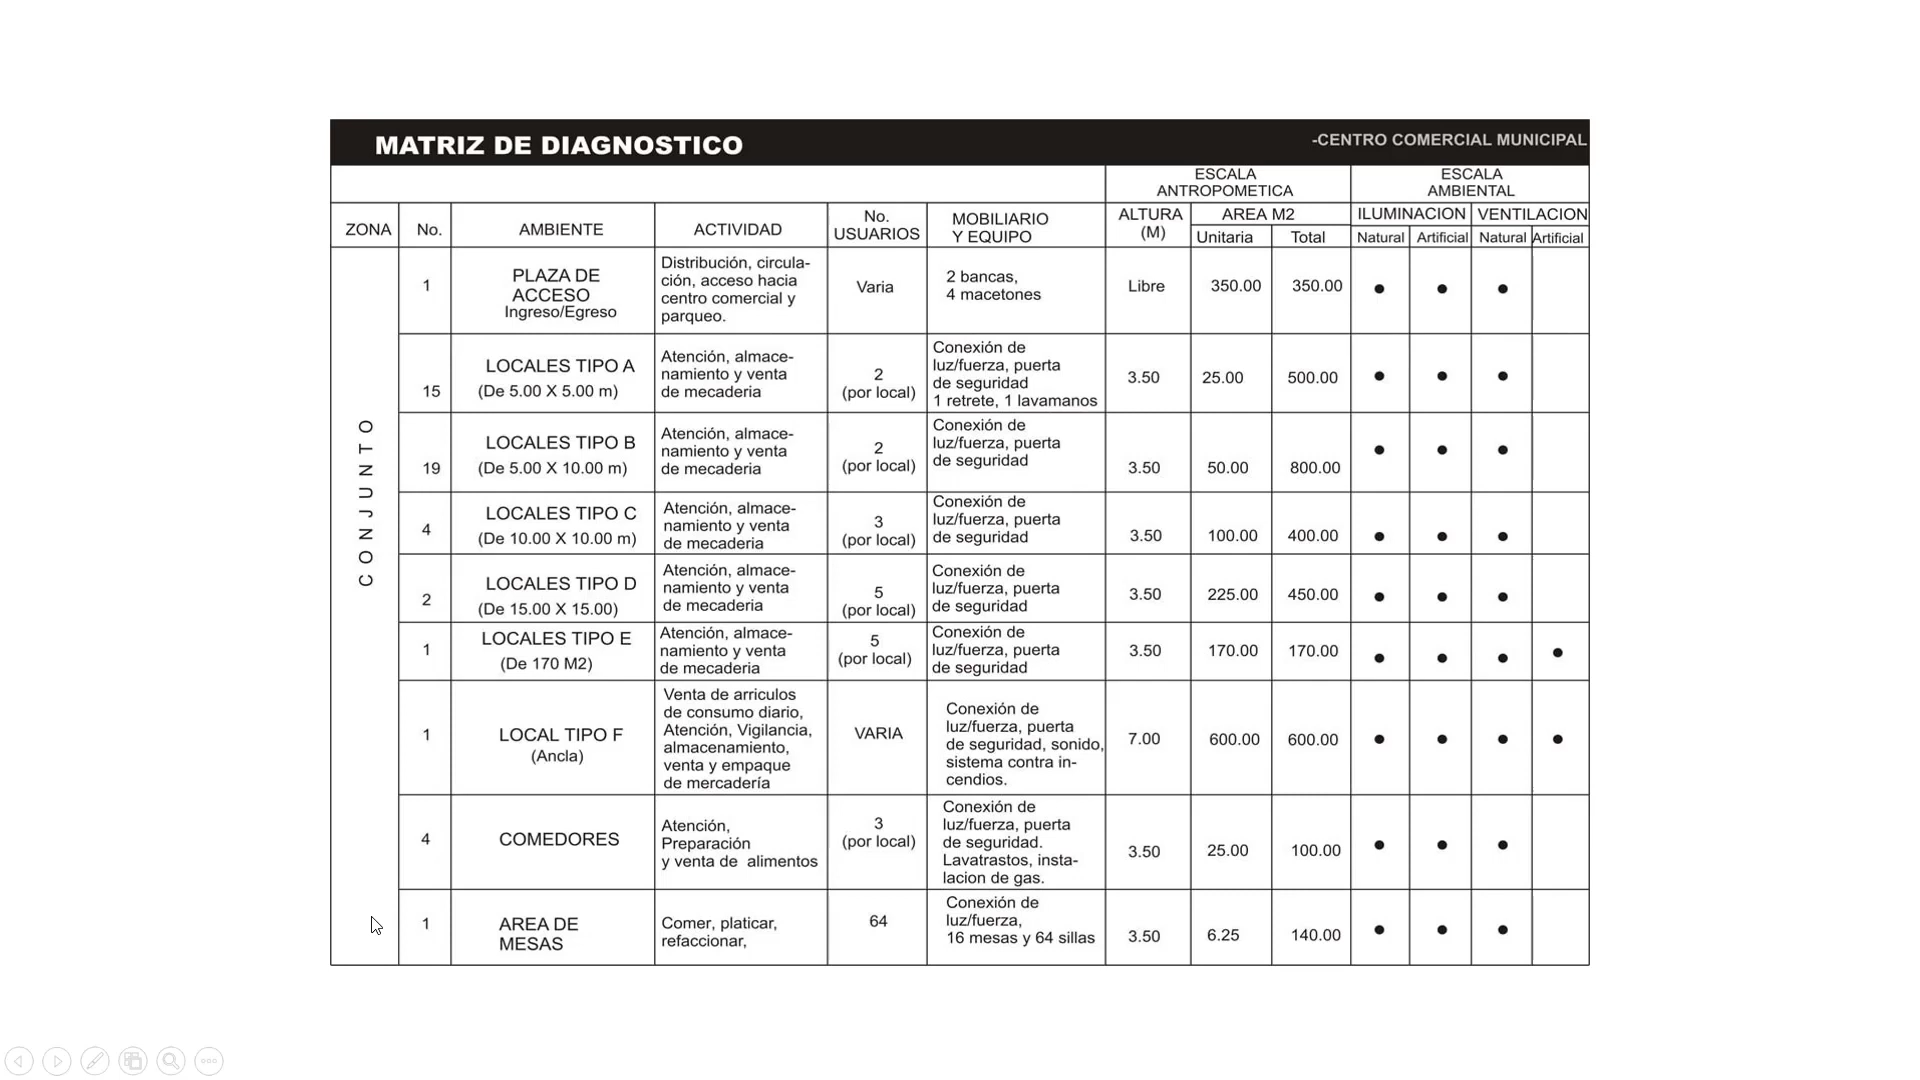 MATRIZ DE DIAGNOSTICO
-CENTRO COMERCIAL MUNICIPAL
ESCALA
ANTROPOMETICA
ESCALA
AMBIENTAL
ZONA
No.
AMBIENTE
ACTIVIDAD
No.
USUARIOS
MOBILIARIO
Y EQUIPO
ALTURA
(M)
AREA M2
Unitaria
Total
ILUMINACION
Natural
Artificial
VENTILACION
Natural
Artificial
CONJUNTO
1
PLAZA DE
ACCESO
Ingreso/Egreso
Distribución, circula-
ción, acceso hacia
centro comercial y
parqueo.
Varia
2 bancas,
4 macetones
Libre
350.00
350.00
15
LOCALES TIPO A
(De 5.00 X 5.00 m)
Atención, almace-
namiento y venta
de mecaderia
2
(por local)
Conexión de
luz/fuerza, puerta
de seguridad
1 retrete, 1 lavamanos
3.50
25.00
500.00
19
LOCALES TIPO B
(De 5.00 X 10.00 m)
Atención, almace-
namiento y venta
de mecaderia
2
(por local)
Conexión de
luz/fuerza, puerta
de seguridad
3.50
50.00
800.00
4
LOCALES TIPO C
(De 10.00 X 10.00 m)
Atención, almace-
namiento y venta
de mecaderia
3
(por local)
Conexión de
luz/fuerza, puerta
de seguridad
3.50
100.00
400.00
2
LOCALES TIPO D
(De 15.00 X 15.00)
Atención, almace-
namiento y venta
de mecaderia
5
(por local)
Conexión de
luz/fuerza, puerta
de seguridad
3.50
225.00
450.00
1
LOCALES TIPO E
(De 170 M2)
Atención, almace-
namiento y venta
de mecaderia
5
(por local)
Conexión de
luz/fuerza, puerta
de seguridad
3.50
170.00
170.00
1
LOCAL TIPO F
(Ancla)
Venta de arriculos
de consumo diario,
Atención, Vigilancia,
almacenamiento,
venta y empaque
de mercadería
VARIA
Conexión de
luz/fuerza, puerta
de seguridad, sonido,
sistema contra in-
cendios.
7.00
600.00
600.00
4
COMEDORES
Atención,
Preparación
y venta de alimentos
3
(por local)
Conexión de
luz/fuerza, puerta
de seguridad.
Lavatrastos, insta-
lacion de gas.
3.50
25.00
100.00
1
AREA DE
MESAS
Comer, platicar,
refaccionar,
64
Conexión de
luz/fuerza,
16 mesas y 64 sillas
3.50
6.25
140.00